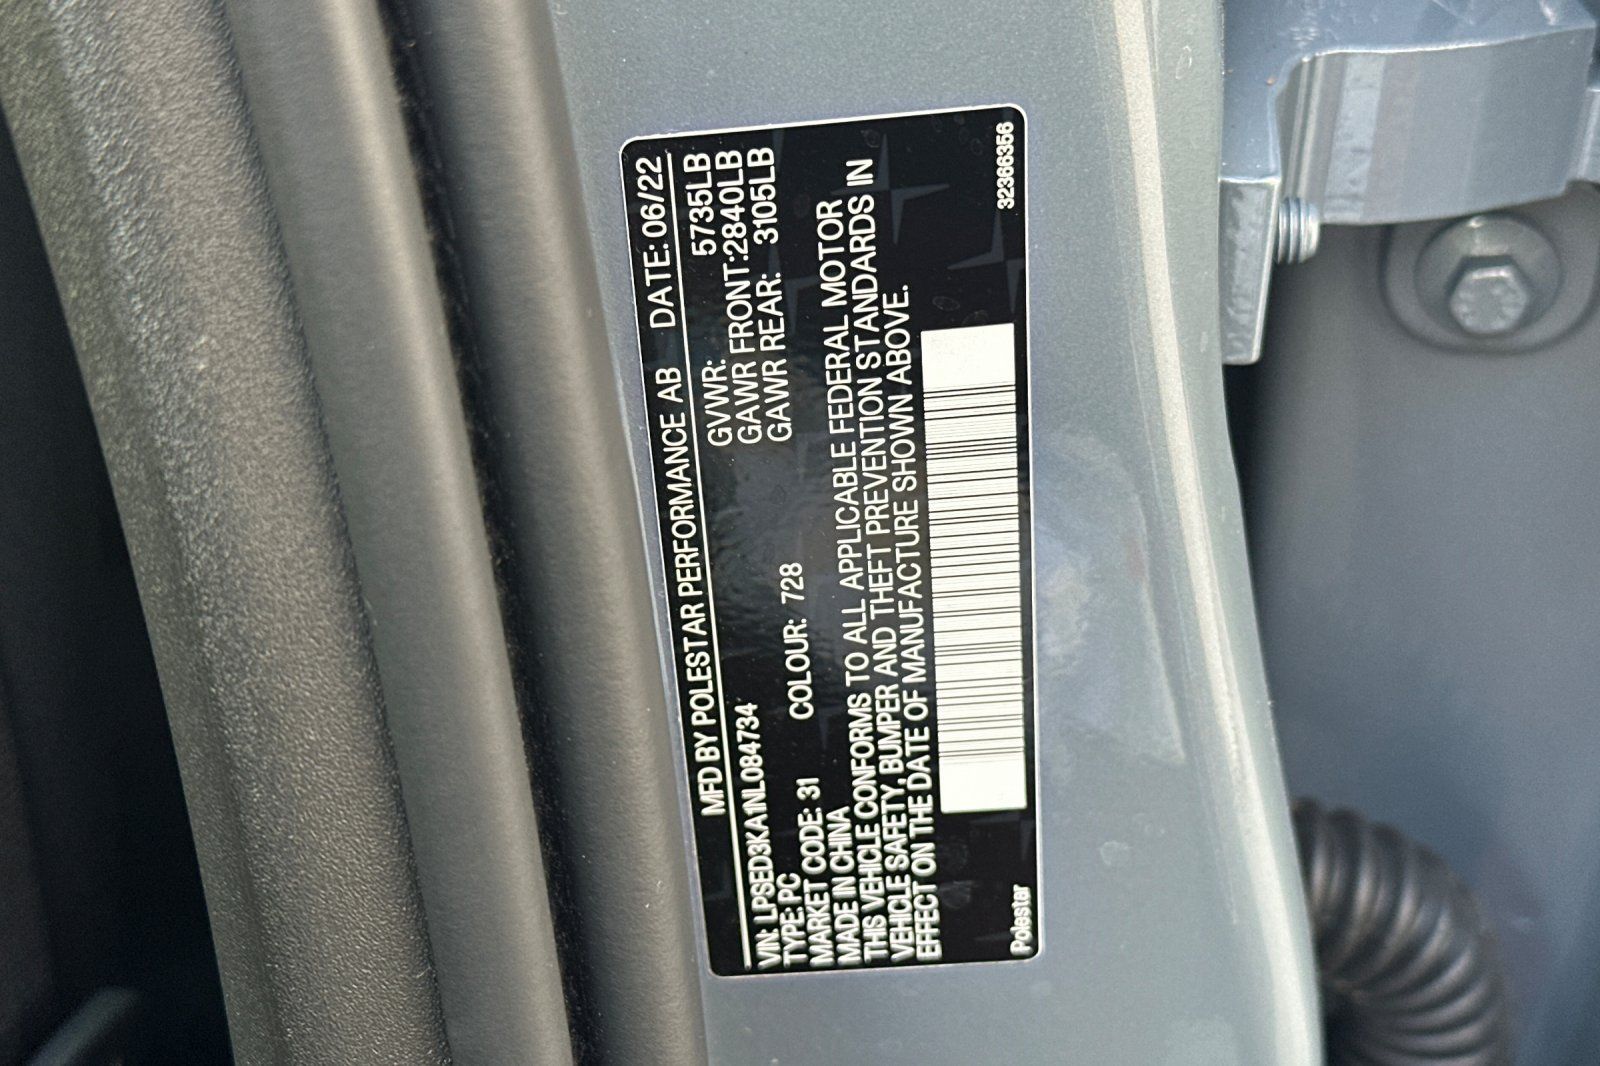 MFD BY POLESTAR PERFORMANCE AB DATE: 06/22
VIN: LPSED3KA1NL084734 GVWR: 5735LB
TYPE: PC GAWR FRONT:2840LB
MARKET CODE: 31 COLOUR: 728 GAWR REAR: 3105LB
MADE IN CHINA
THIS VEHICLE CONFORMS TO ALL APPLICABLE FEDERAL MOTOR
VEHICLE SAFETY, BUMPER AND THEFT PREVENTION STANDARDS IN
EFFECT ON THE DATE OF MANUFACTURE SHOWN ABOVE.
Polestar 32366356